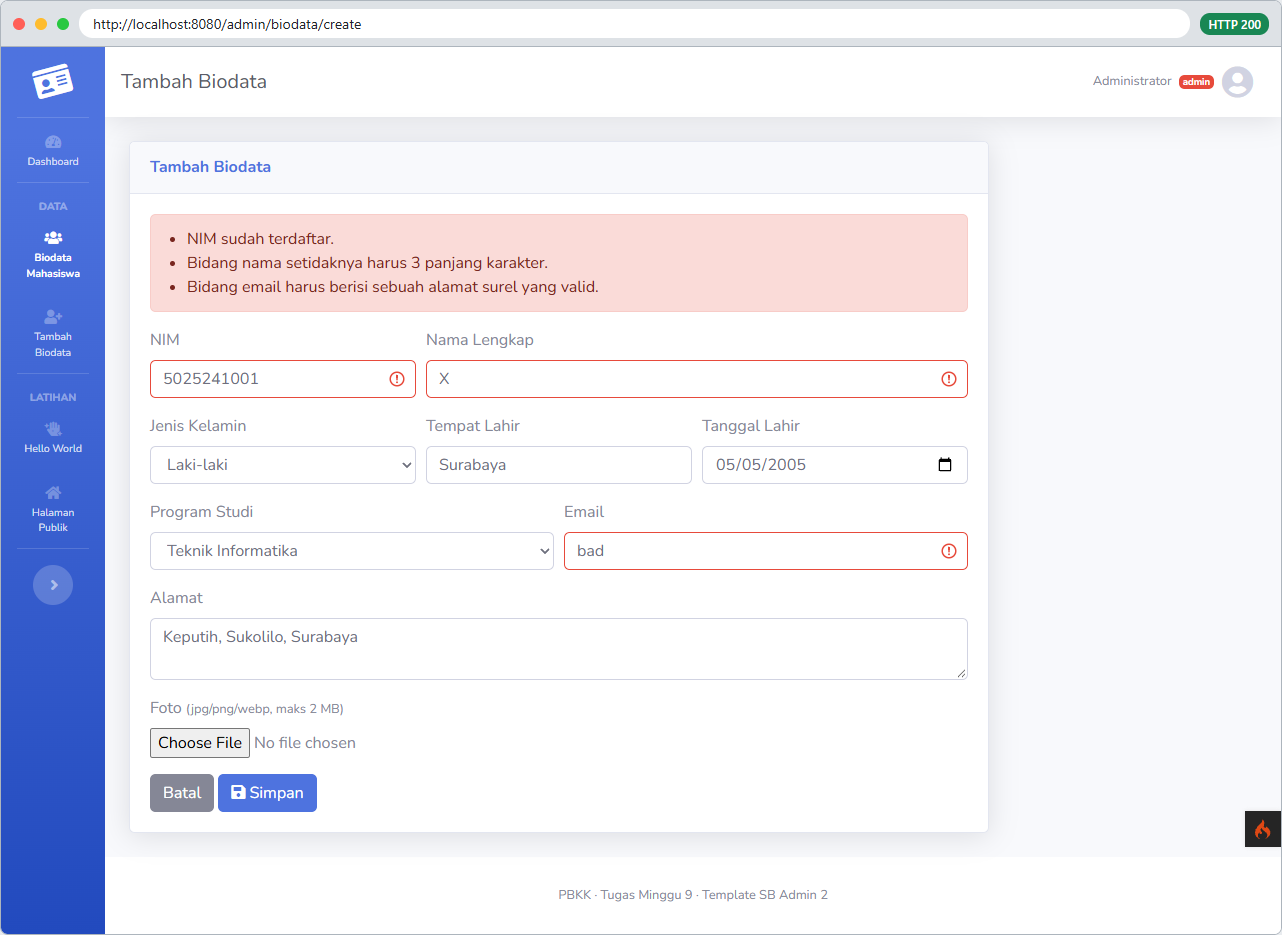 http://localhost:8080/admin/biodata/create
HTTP 200
Tambah Biodata
Administrator admin
Dashboard
DATA
Biodata
Mahasiswa
Tambah
Biodata
LATIHAN
Hello World
Halaman
Publik
Tambah Biodata
NIM sudah terdaftar.
Bidang nama setidaknya harus 3 panjang karakter.
Bidang email harus berisi sebuah alamat surel yang valid.
NIM
Nama Lengkap
5025241001
X
Jenis Kelamin
Tempat Lahir
Tanggal Lahir
Laki-laki
Surabaya
05/05/2005
Program Studi
Email
Teknik Informatika
bad
Alamat
Keputih, Sukolilo, Surabaya
Foto (jpg/png/webp, maks 2 MB)
Choose File No file chosen
Batal
Simpan
PBKK · Tugas Minggu 9 · Template SB Admin 2